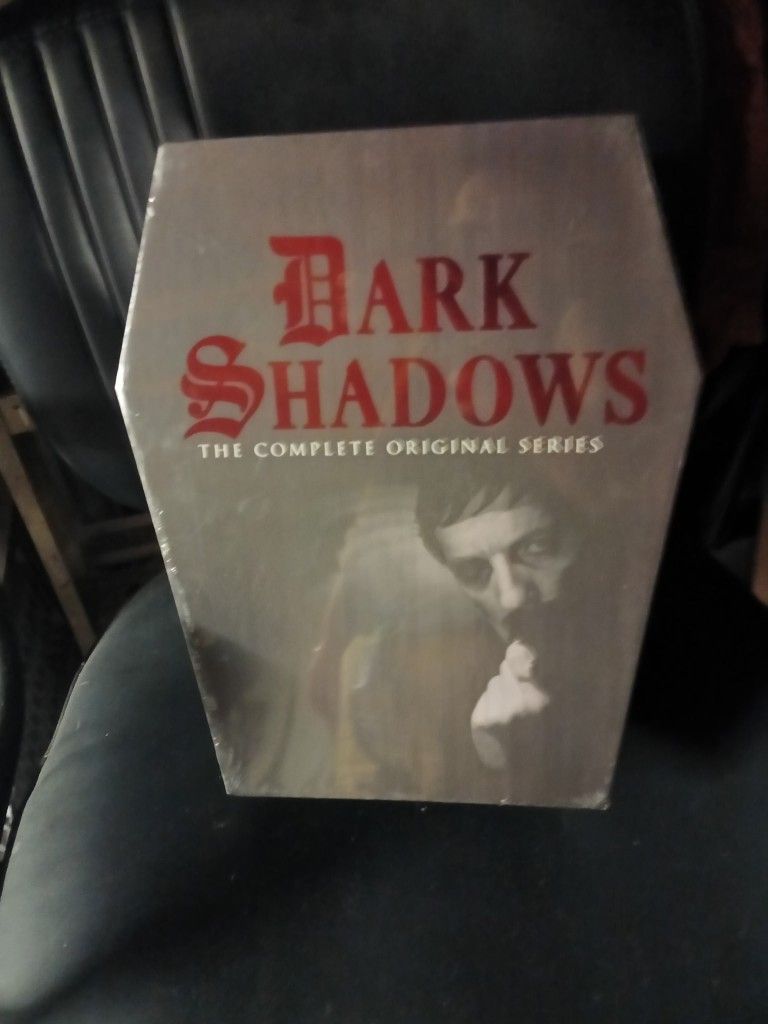 DARK
SHADOWS
THE COMPLETE ORIGINAL SERIES